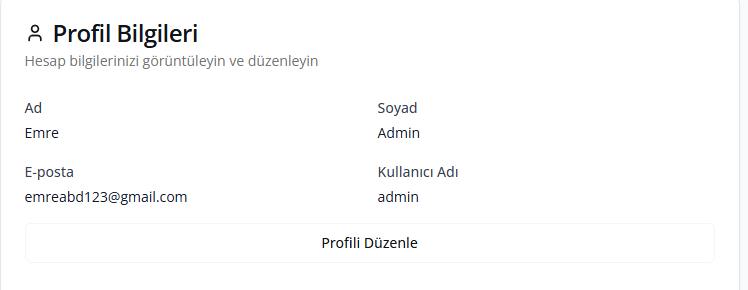 Profil Bilgileri
Hesap bilgilerinizi görüntüleyin ve düzenleyin
Ad
Soyad
Emre
Admin
E-posta
Kullanıcı Adı
emreabd123@gmail.com
admin
Profili Düzenle